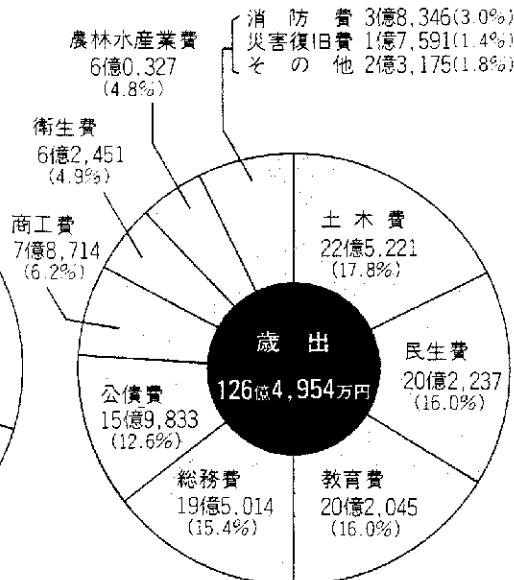 消防費 3億8,346(3.0%)
災害復旧費 1億7,591(1.4%)
その他 2億3,175(1.8%)
農林水産業費
6億0,327
(4.8%)
衛生費
6億2,451
(4.9%)
商工費
7億8,714
(6.2%)
土木費
22億5,221
(17.8%)
民生費
20億2,237
(16.0%)
歳出
126億4,954万円
公債費
15億9,833
(12.6%)
総務費
19億5,014
(15.4%)
教育費
20億2,045
(16.0%)